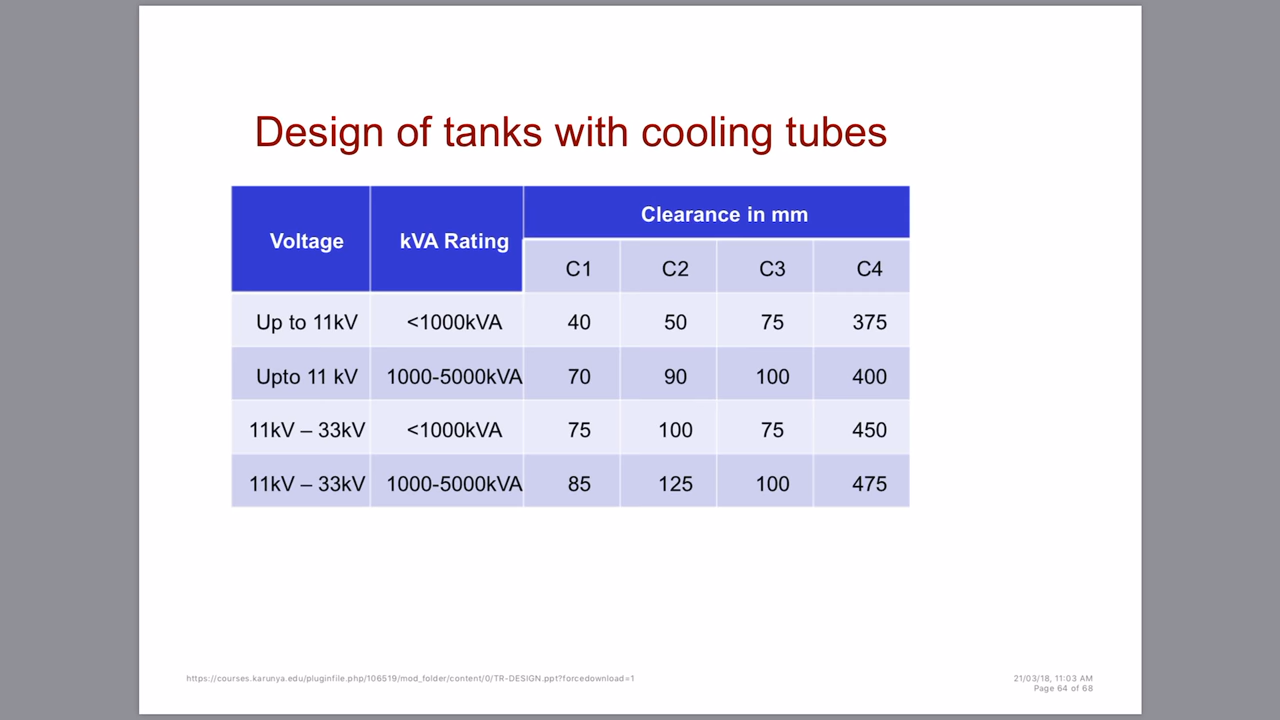 Design of tanks with cooling tubes
Voltage kVA Rating Clearance in mm
C1 C2 C3 C4
Up to 11kV <1000kVA 40 50 75 375
Upto 11 kV 1000-5000kVA 70 90 100 400
11kV – 33kV <1000kVA 75 100 75 450
11kV – 33kV 1000-5000kVA 85 125 100 475
https://courses.karunya.edu/pluginfile.php/106519/mod_folder/content/0/TR-DESIGN.ppt?forcedownload=1
21/03/18, 11:03 AM
Page 64 of 68